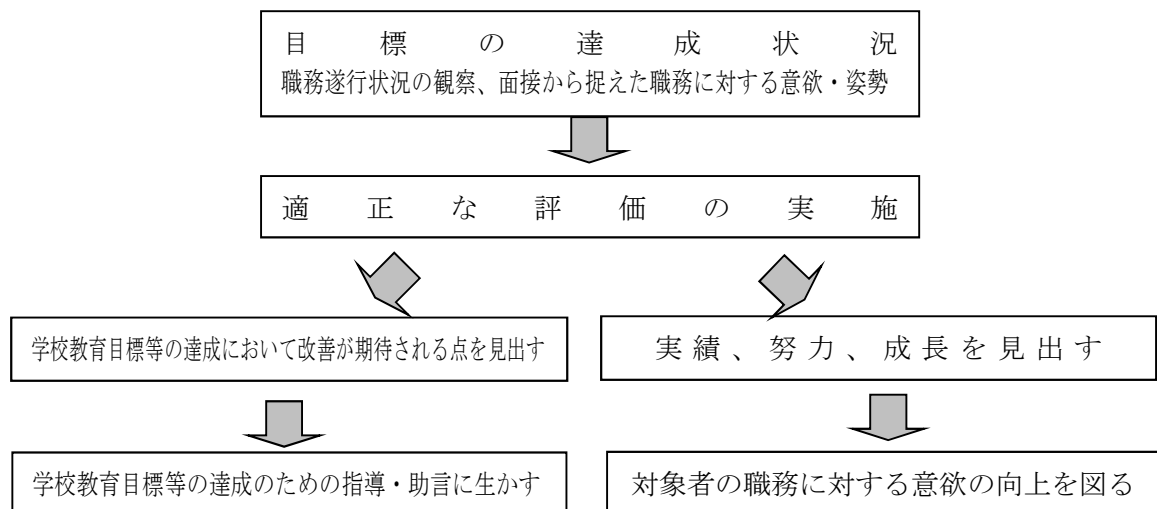 目標の達成状況
職務遂行状況の観察、面接から捉えた職務に対する意欲・姿勢
適正な評価の実施
学校教育目標等の達成において改善が期待される点を見出す
実績、努力、成長を見出す
学校教育目標等の達成のための指導・助言に生かす
対象者の職務に対する意欲の向上を図る